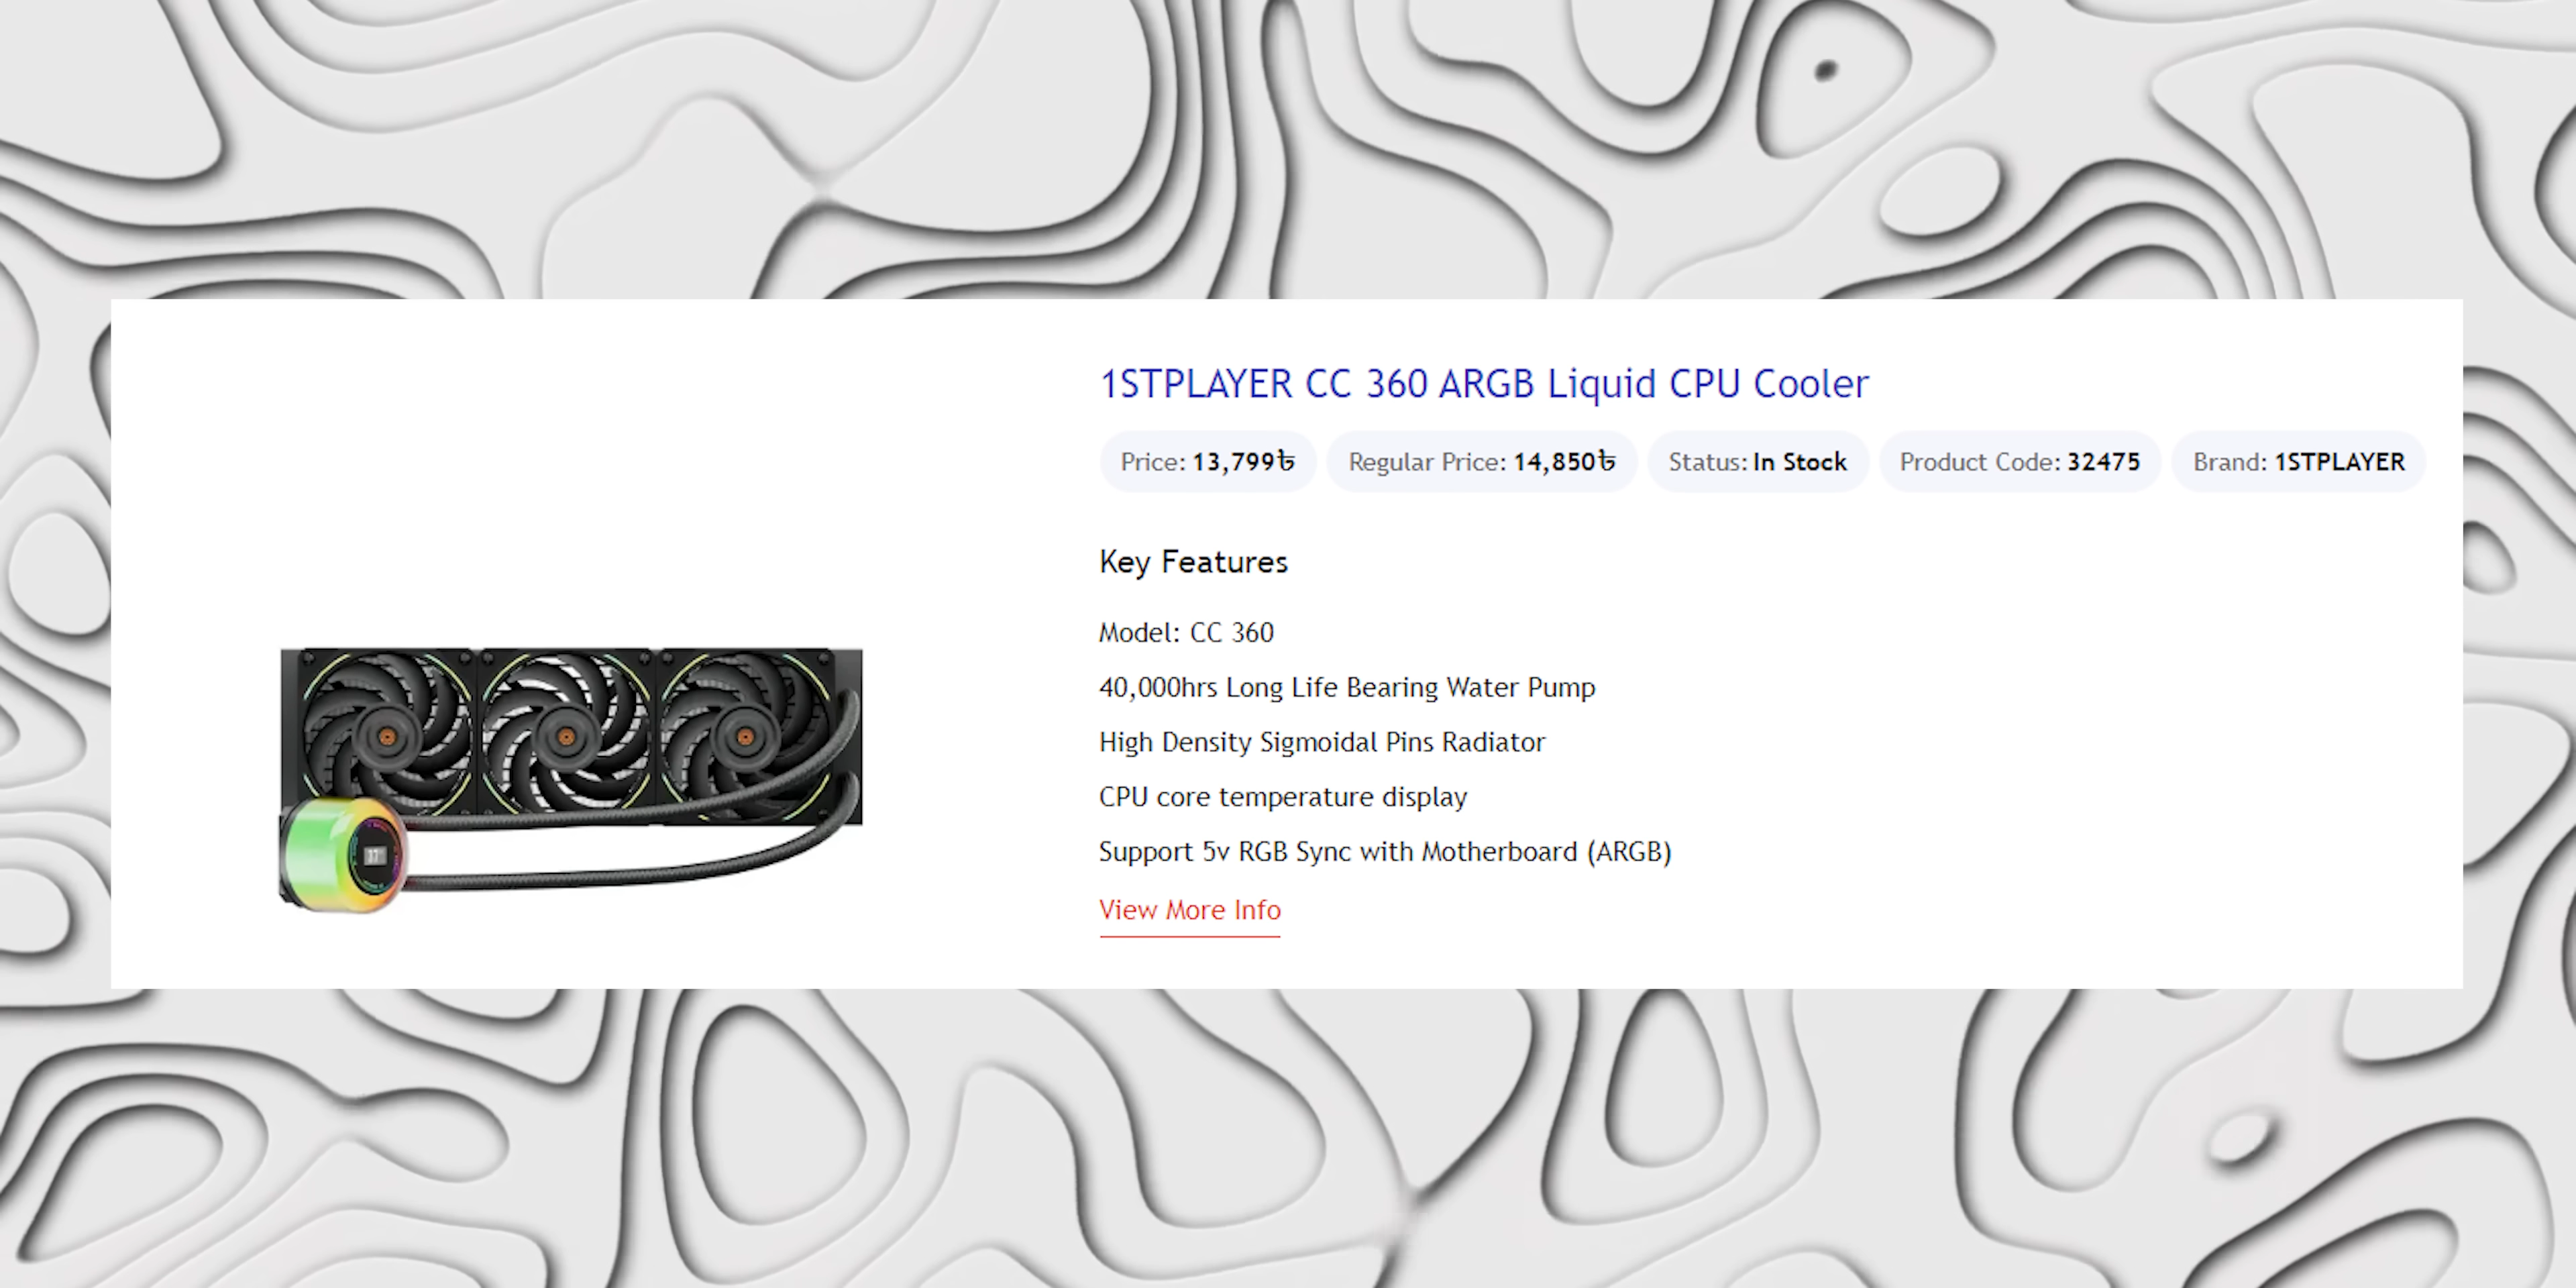 1STPLAYER CC 360 ARGB Liquid CPU Cooler
Price: 13,799৳ Regular Price: 14,850৳ Status: In Stock Product Code: 32475 Brand: 1STPLAYER
Key Features
Model: CC 360
40,000hrs Long Life Bearing Water Pump
High Density Sigmoidal Pins Radiator
CPU core temperature display
Support 5v RGB Sync with Motherboard (ARGB)
View More Info